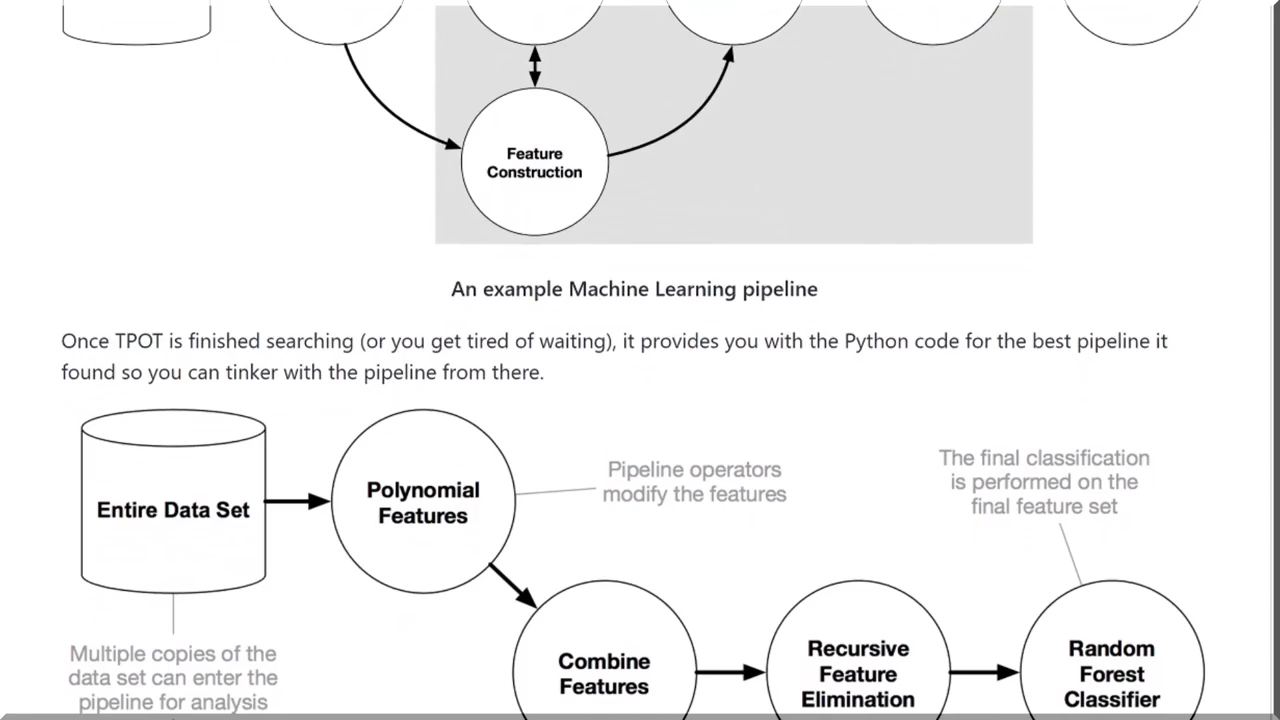 Feature
Construction
An example Machine Learning pipeline
Once TPOT is finished searching (or you get tired of waiting), it provides you with the Python code for the best pipeline it
found so you can tinker with the pipeline from there.
Entire Data Set
Polynomial
Features
Pipeline operators
modify the features
The final classification
is performed on the
final feature set
Multiple copies of the
data set can enter the
pipeline for analysis
Combine
Features
Recursive
Feature
Elimination
Random
Forest
Classifier